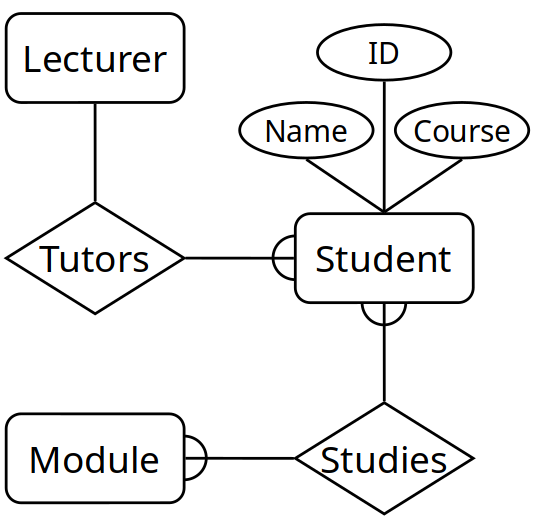 Lecturer
ID
Name
Course
Tutors
Student
Module
Studies